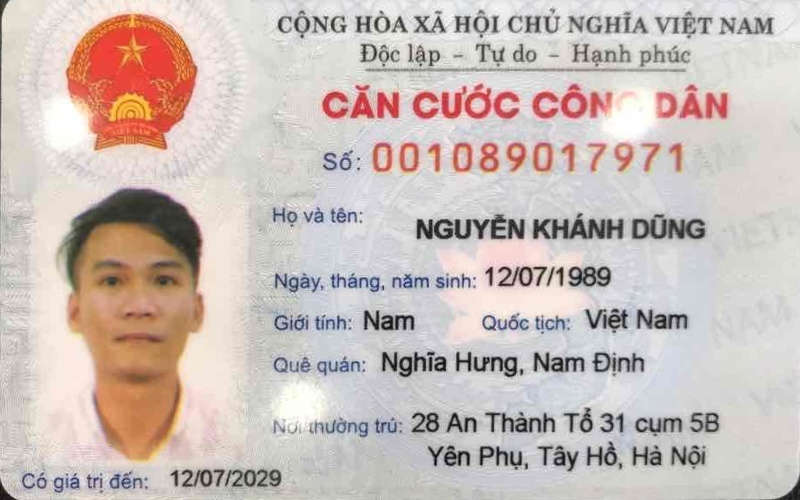 CỘNG HÒA XÃ HỘI CHỦ NGHĨA VIỆT NAM
Độc lập - Tự do - Hạnh phúc
CĂN CƯỚC CÔNG DÂN
Số: 001089017971
Họ và tên: NGUYỄN KHÁNH DŨNG
Ngày, tháng, năm sinh: 12/07/1989
Giới tính: Nam Quốc tịch: Việt Nam
Quê quán: Nghĩa Hưng, Nam Định
Nơi thường trú: 28 An Thành Tổ 31 cụm 5B
Yên Phụ, Tây Hồ, Hà Nội
Có giá trị đến: 12/07/2029